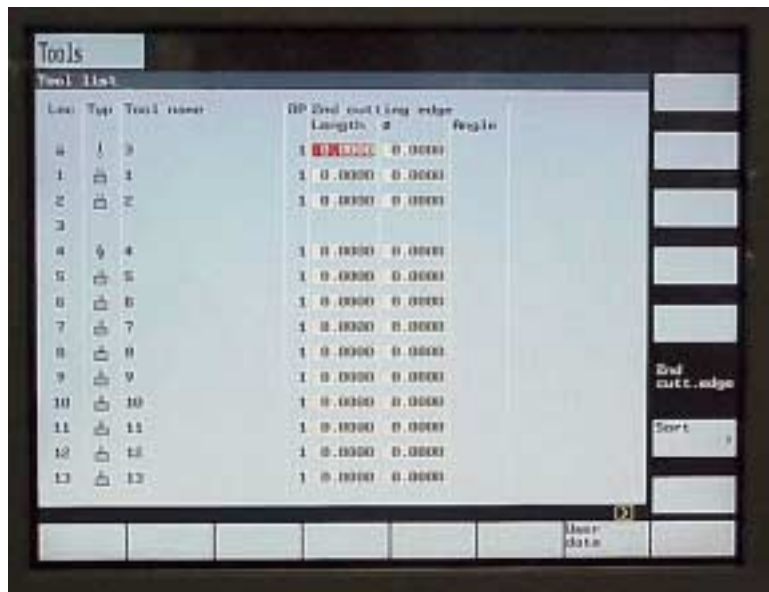 Tools
Tool list
Loc Typ Tool name DP 2nd cutting edge
Length ø Angle
3 1 0.0000 0.0000
1 1 1 0.0000 0.0000
2 2 1 0.0000 0.0000
3
4 4 1 0.0000 0.0000
5 5 1 0.0000 0.0000
6 6 1 0.0000 0.0000
7 7 1 0.0000 0.0000
8 8 1 0.0000 0.0000
9 9 1 0.0000 0.0000
10 10 1 0.0000 0.0000
11 11 1 0.0000 0.0000
12 12 1 0.0000 0.0000
13 13 1 0.0000 0.0000
2nd
cutt.edge
Sort
User
data